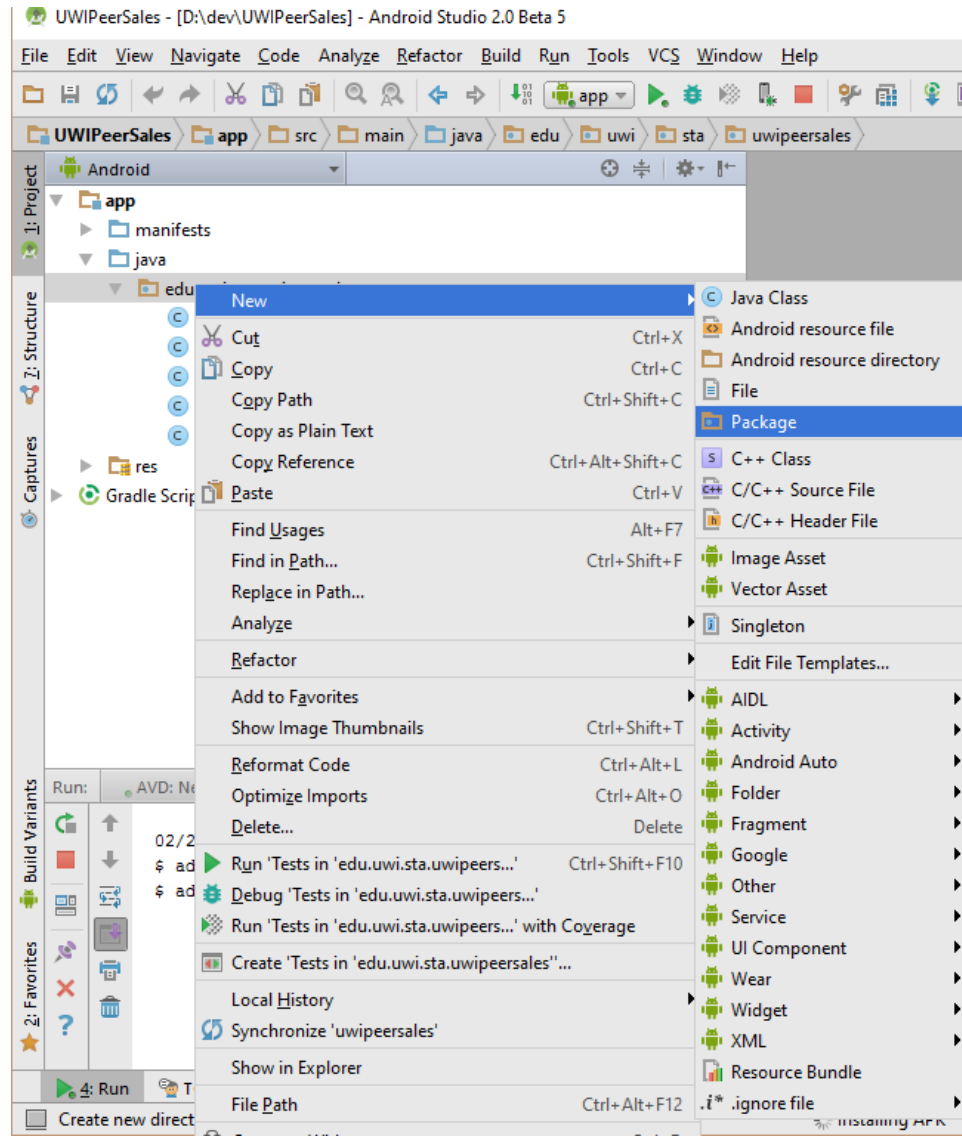 UWIPeerSales - [D:\dev\UWIPeerSales] - Android Studio 2.0 Beta 5
File Edit View Navigate Code Analyze Refactor Build Run Tools VCS Window Help
app
UWIPeerSales app src main java edu uwi sta uwipeersales
1: Project
7: Structure
Captures
Build Variants
2: Favorites
Android
app
manifests
java
edu
res
Gradle Scrip
New
Cut Ctrl+X
Copy Ctrl+C
Copy Path Ctrl+Shift+C
Copy as Plain Text
Copy Reference Ctrl+Alt+Shift+C
Paste Ctrl+V
Find Usages Alt+F7
Find in Path... Ctrl+Shift+F
Replace in Path...
Analyze
Refactor
Add to Favorites
Show Image Thumbnails Ctrl+Shift+T
Reformat Code Ctrl+Alt+L
Optimize Imports Ctrl+Alt+O
Delete... Delete
Run 'Tests in 'edu.uwi.sta.uwipeers...' Ctrl+Shift+F10
Debug 'Tests in 'edu.uwi.sta.uwipeers...'
Run 'Tests in 'edu.uwi.sta.uwipeers...' with Coverage
Create 'Tests in 'edu.uwi.sta.uwipeersales''...
Local History
Synchronize 'uwipeersales'
Show in Explorer
File Path Ctrl+Alt+F12
Java Class
Android resource file
Android resource directory
File
Package
C++ Class
C/C++ Source File
C/C++ Header File
Image Asset
Vector Asset
Singleton
Edit File Templates...
AIDL
Activity
Android Auto
Folder
Fragment
Google
Other
Service
UI Component
Wear
Widget
XML
Resource Bundle
.i* .ignore file
Run: AVD: Ne
02/2
$ ad
$ ad
4: Run
Create new direct
Installing APK